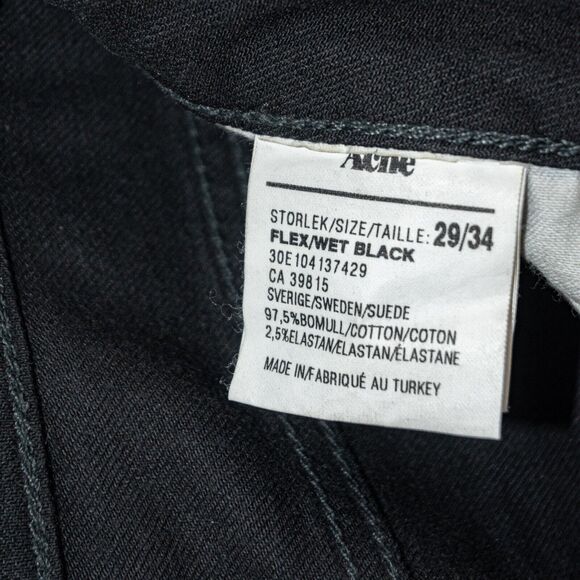 Acne
STORLEK/SIZE/TAILLE: 29/34
FLEX/WET BLACK
30E104137429
CA 39815
SVERIGE/SWEDEN/SUEDE
97,5%BOMULL/COTTON/COTON
2,5%ELASTAN/ELASTAN/ÉLASTANE
MADE IN/FABRIQUÉ AU TURKEY